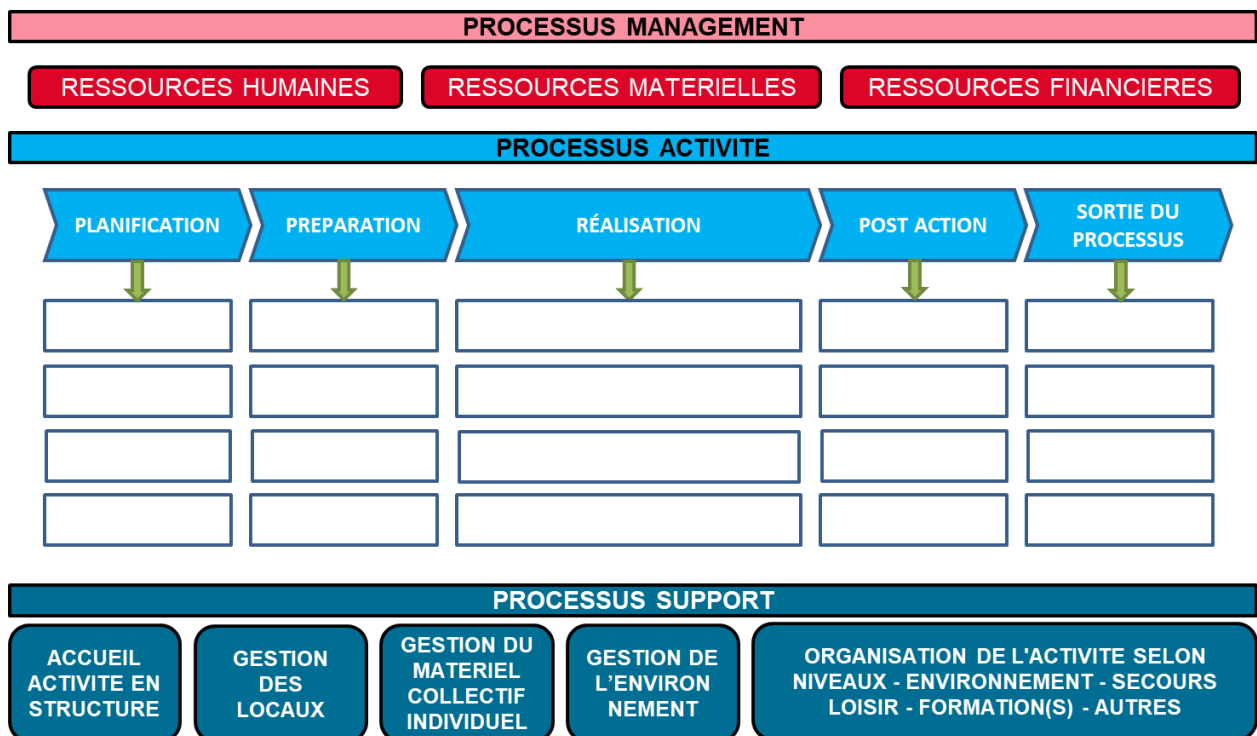 PROCESSUS MANAGEMENT
RESSOURCES HUMAINES
RESSOURCES MATERIELLES
RESSOURCES FINANCIERES
PROCESSUS ACTIVITE
PLANIFICATION
PREPARATION
RÉALISATION
POST ACTION
SORTIE DU
PROCESSUS
PROCESSUS SUPPORT
ACCUEIL
ACTIVITE EN
STRUCTURE
GESTION
DES
LOCAUX
GESTION DU
MATERIEL
COLLECTIF
INDIVIDUEL
GESTION DE
L’ENVIRON
NEMENT
ORGANISATION DE L'ACTIVITE SELON
NIVEAUX - ENVIRONNEMENT - SECOURS
LOISIR - FORMATION(S) - AUTRES